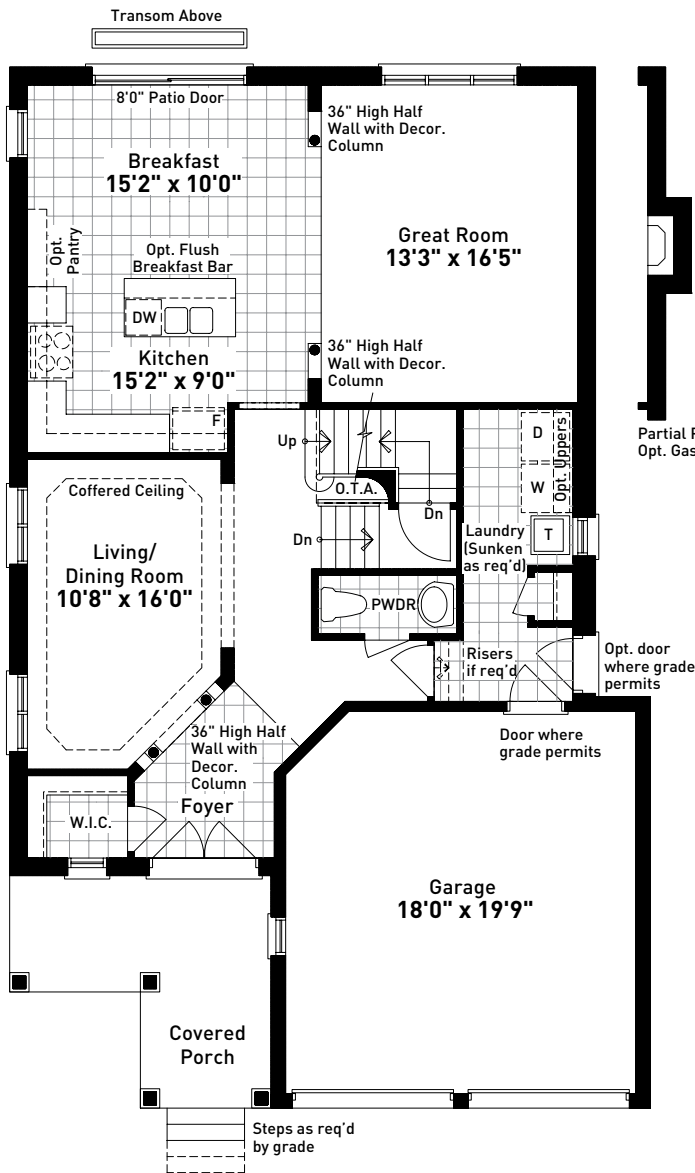 Transom Above
8'0" Patio Door
36" High Half
Wall with Decor.
Column
Breakfast
15'2" x 10'0"
Great Room
13'3" x 16'5"
Opt.
Pantry
Opt. Flush
Breakfast Bar
DW
Kitchen
15'2" x 9'0"
36" High Half
Wall with Decor.
Column
F
Partial
Opt. Gas
Up
O.T.A.
Dn
Dn
D
W
Opt. Uppers
T
Laundry
(Sunken
as req'd)
Coffered Ceiling
Living/
Dining Room
10'8" x 16'0"
PWDR
Risers
if req'd
Opt. door
where grade
permits
Door where
grade permits
36" High Half
Wall with
Decor.
Column
Foyer
W.I.C.
Garage
18'0" x 19'9"
Covered
Porch
Steps as req'd
by grade